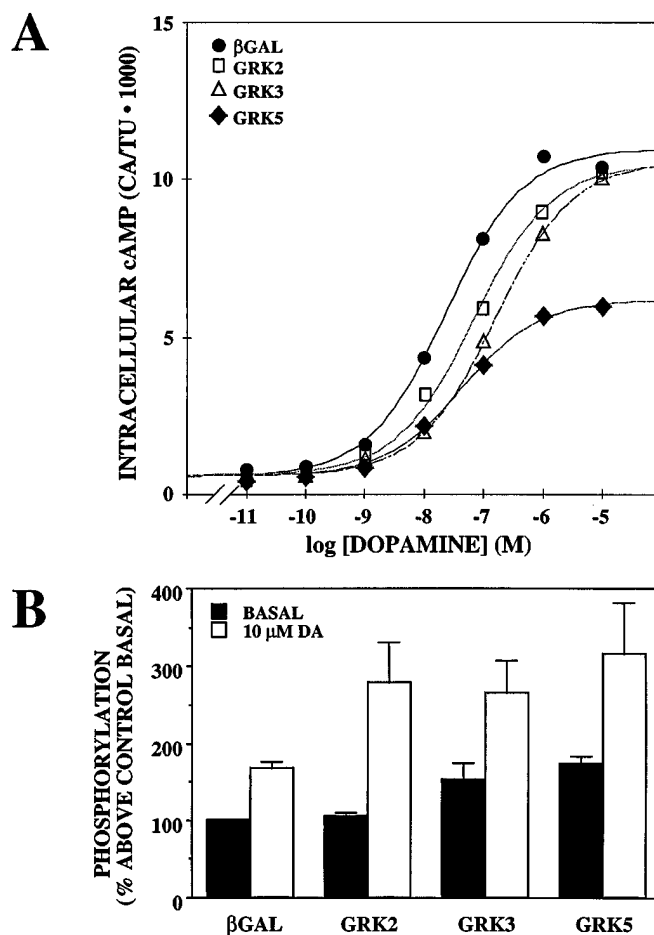 A
INTRACELLULAR cAMP (CA/TU • 1000)
15
10
5
0
βGAL
GRK2
GRK3
GRK5
-11 -10 -9 -8 -7 -6 -5
log [DOPAMINE] (M)
B
PHOSPHORYLATION
(% ABOVE CONTROL BASAL)
400
300
200
100
0
BASAL
10 μM DA
βGAL GRK2 GRK3 GRK5